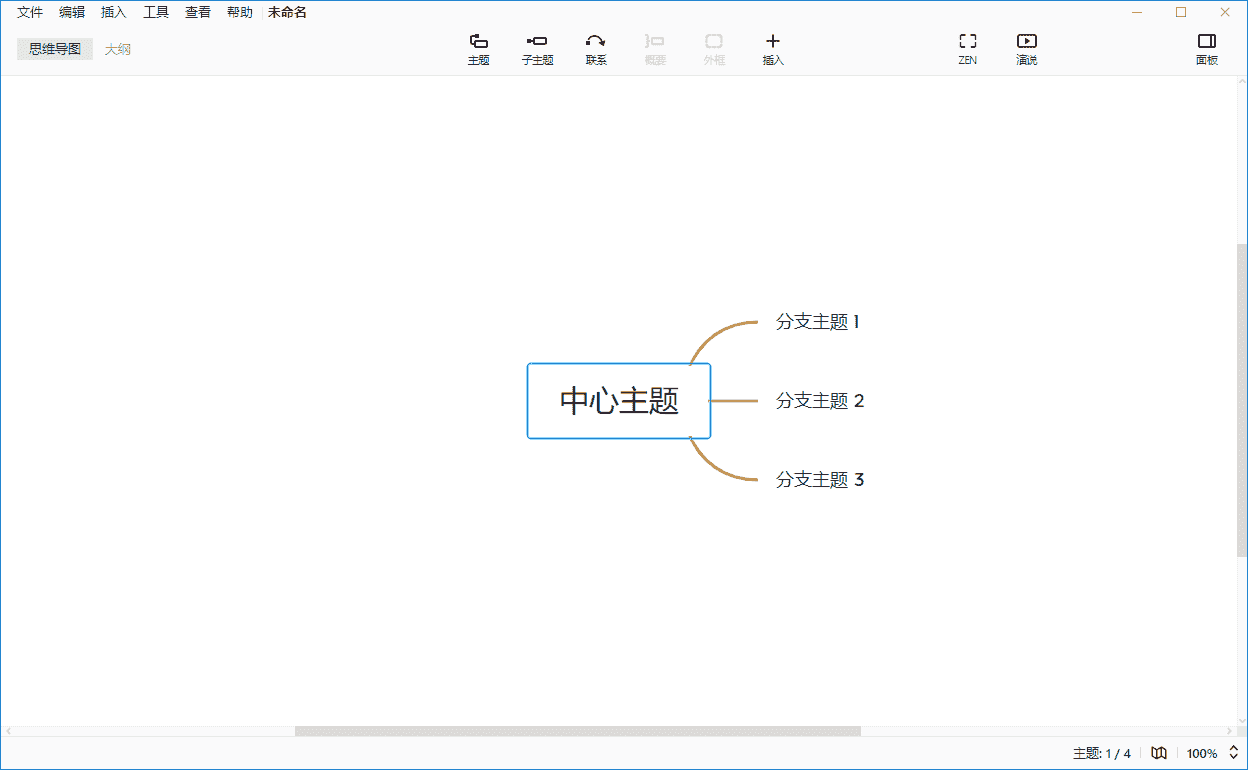 文件 编辑 插入 工具 查看 帮助 未命名
思维导图 大纲
主题 子主题 联系 概要 外框 插入 ZEN 演说 面板
分支主题 1
中心主题
分支主题 2
分支主题 3
主题: 1 / 4 100%